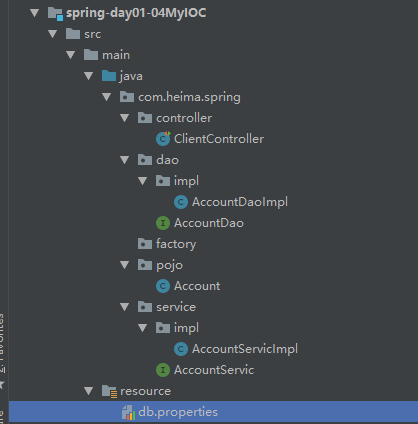 spring-day01-04MyIOC
src
main
java
com.heima.spring
controller
ClientController
dao
impl
AccountDaoImpl
AccountDao
factory
pojo
Account
service
impl
AccountServicImpl
AccountServic
resource
db.properties
2: Favorites